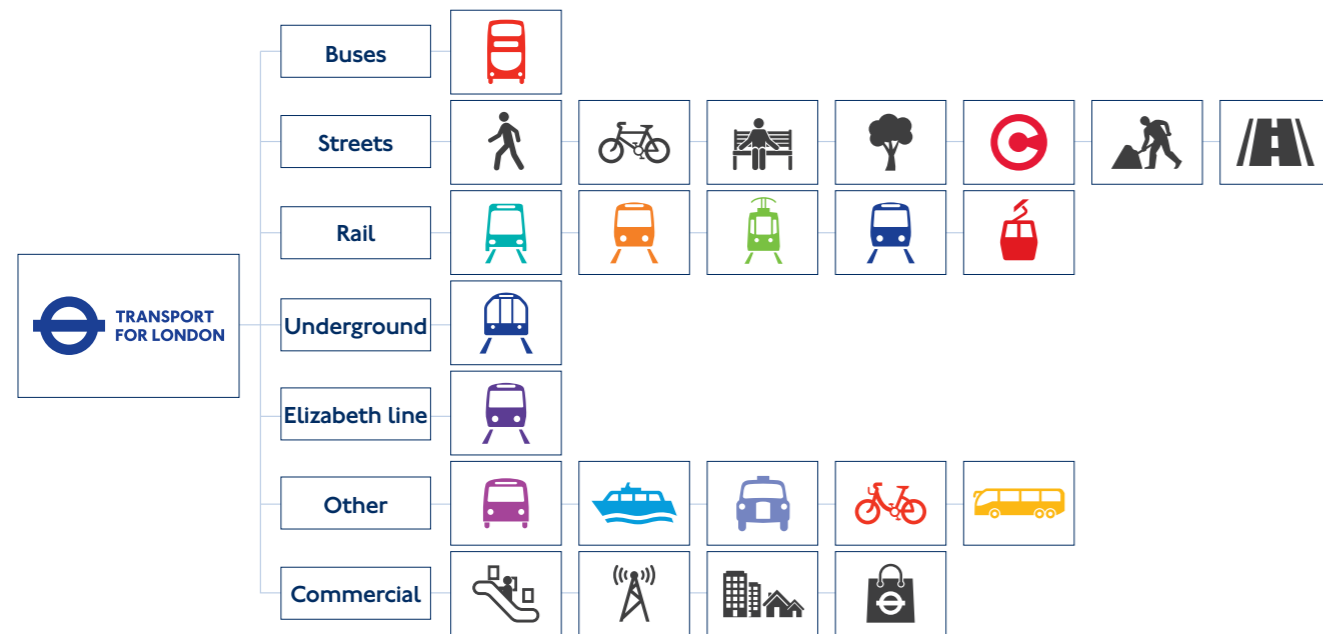 Buses
Streets
Rail
TRANSPORT
FOR LONDON
Underground
Elizabeth line
Other
Commercial